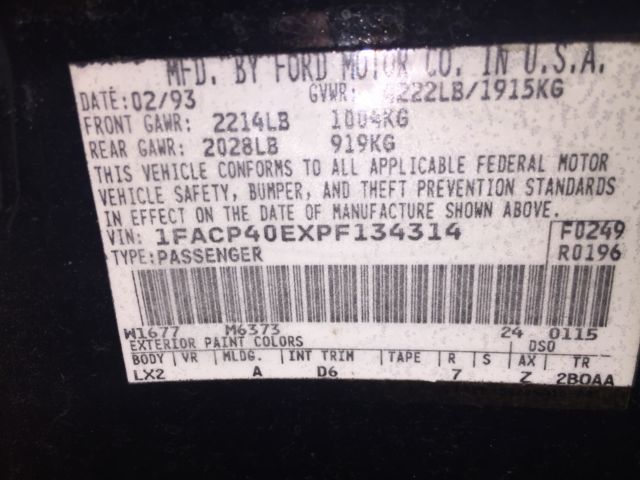 MFD. BY FORD MOTOR CO. IN U.S.A.
DATE: 02/93 GVWR: 4222LB/1915KG
FRONT GAWR: 2214LB 1004KG
REAR GAWR: 2028LB 919KG
THIS VEHICLE CONFORMS TO ALL APPLICABLE FEDERAL MOTOR
VEHICLE SAFETY, BUMPER, AND THEFT PREVENTION STANDARDS
IN EFFECT ON THE DATE OF MANUFACTURE SHOWN ABOVE.
VIN: 1FACP40EXPF134314 F0249
TYPE: PASSENGER R0196
W1677 M6373 24 0115
EXTERIOR PAINT COLORS DSO
BODY VR MLDG. INT TRIM TAPE R S AX TR
LX2 A D6 7 Z 2BOAA